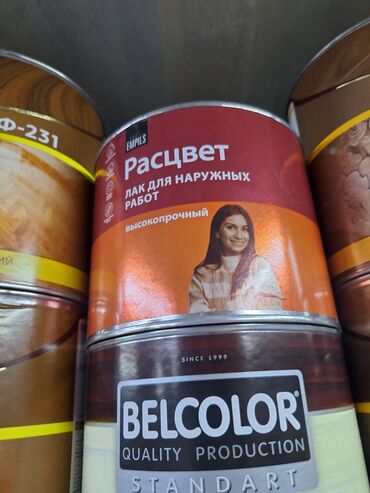 Ф-231
EMPILS
Расцвет
ЛАК ДЛЯ НАРУЖНЫХ
РАБОТ
ВЫСОКОПРОЧНЫЙ
SINCE 1999
BELCOLOR
QUALITY PRODUCTION
STANDART